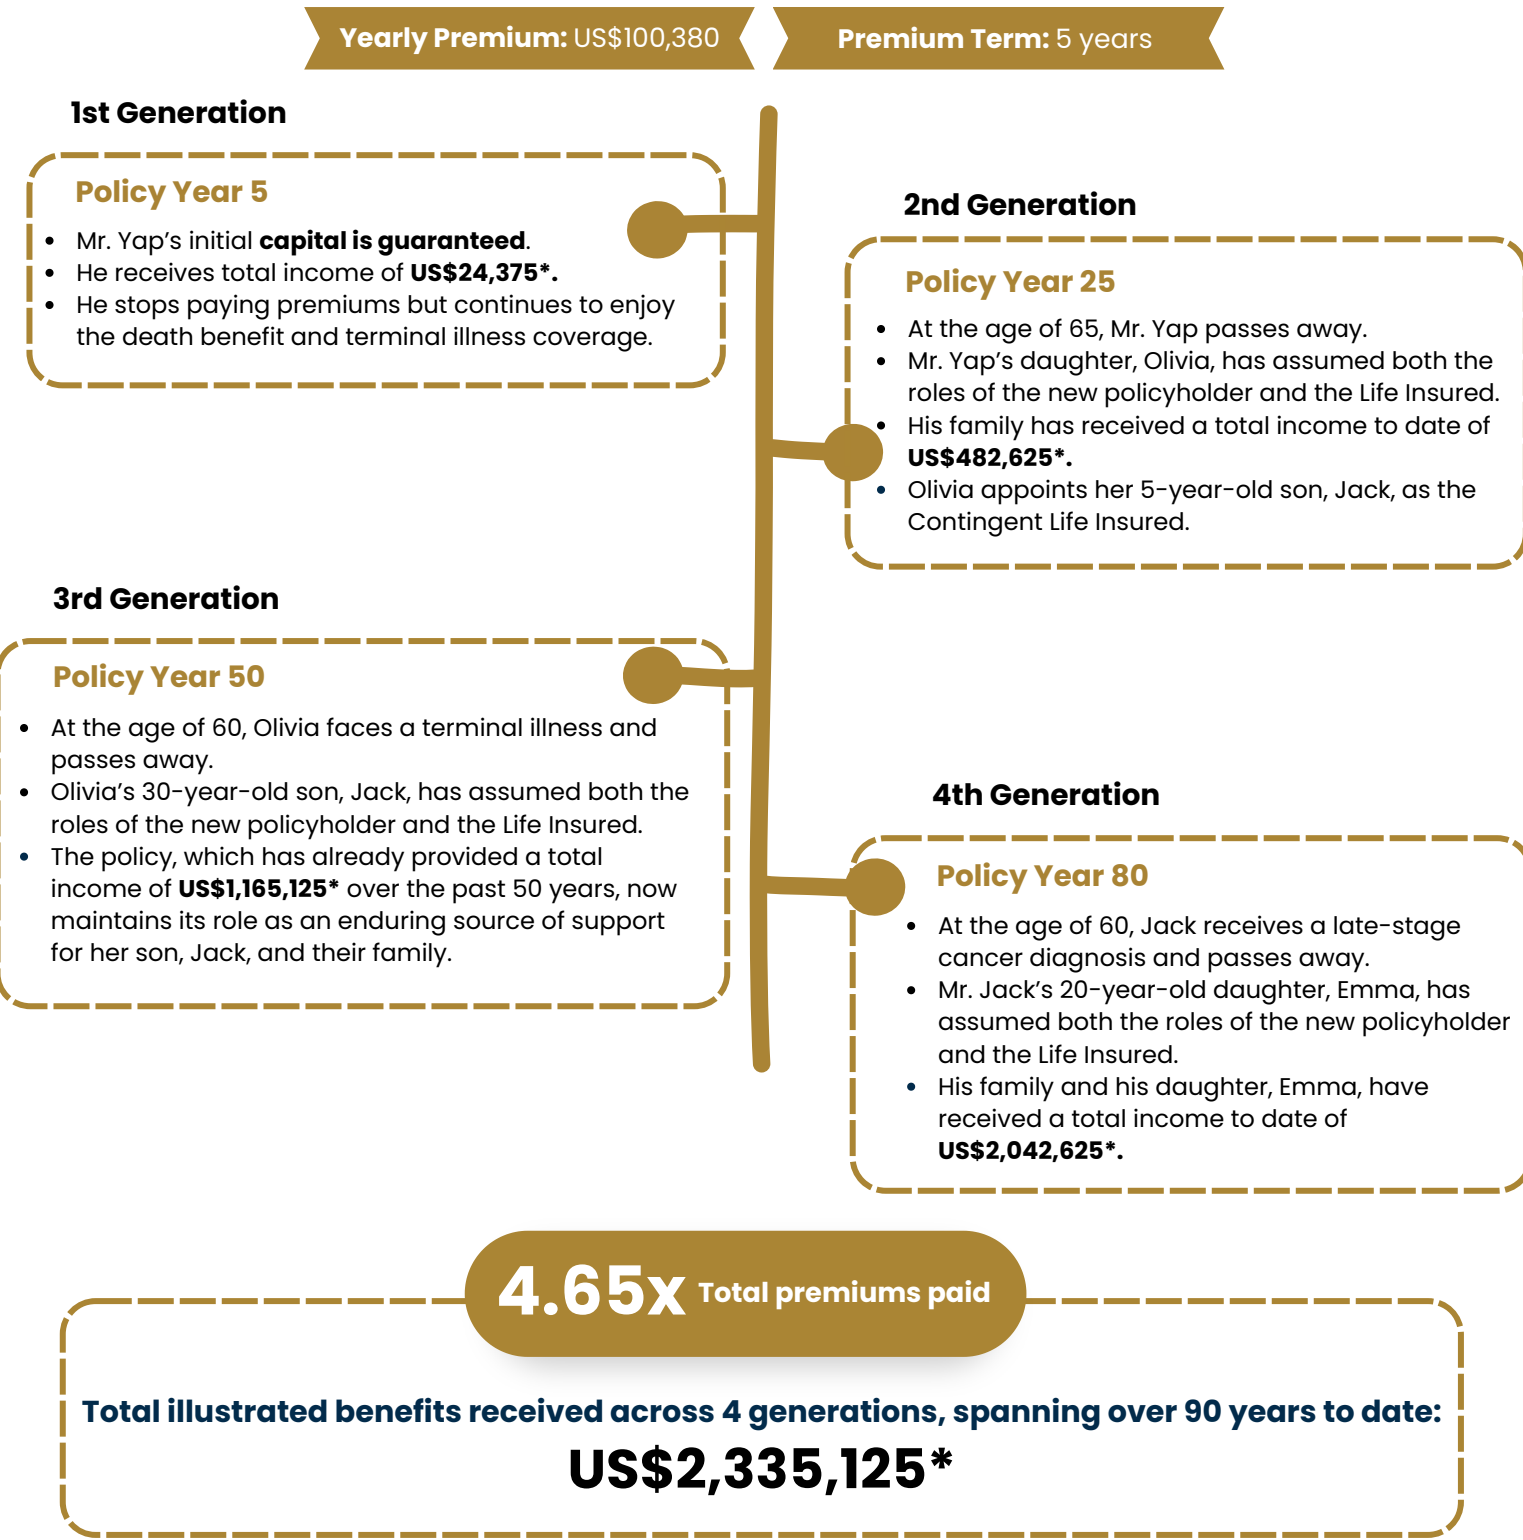 Yearly Premium: US$100,380
Premium Term: 5 years
1st Generation
Policy Year 5
• Mr. Yap’s initial capital is guaranteed.
• He receives total income of US$24,375*.
• He stops paying premiums but continues to enjoy
the death benefit and terminal illness coverage.
2nd Generation
Policy Year 25
• At the age of 65, Mr. Yap passes away.
• Mr. Yap’s daughter, Olivia, has assumed both the
roles of the new policyholder and the Life Insured.
• His family has received a total income to date of
US$482,625*.
• Olivia appoints her 5-year-old son, Jack, as the
Contingent Life Insured.
3rd Generation
Policy Year 50
• At the age of 60, Olivia faces a terminal illness and
passes away.
• Olivia’s 30-year-old son, Jack, has assumed both the
roles of the new policyholder and the Life Insured.
• The policy, which has already provided a total
income of US$1,165,125* over the past 50 years, now
maintains its role as an enduring source of support
for her son, Jack, and their family.
4th Generation
Policy Year 80
• At the age of 60, Jack receives a late-stage
cancer diagnosis and passes away.
• Mr. Jack’s 20-year-old daughter, Emma, has
assumed both the roles of the new policyholder
and the Life Insured.
• His family and his daughter, Emma, have
received a total income to date of
US$2,042,625*.
4.65x Total premiums paid
Total illustrated benefits received across 4 generations, spanning over 90 years to date:
US$2,335,125*